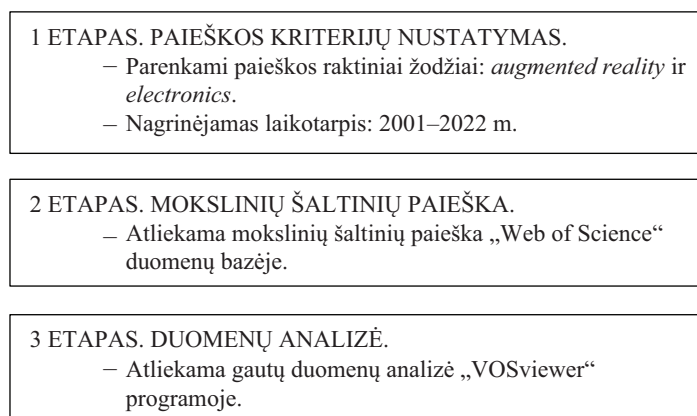 1 ETAPAS. PAIEŠKOS KRITERIJŲ NUSTATYMAS.
– Parenkami paieškos raktiniai žodžiai: augmented reality ir
electronics.
– Nagrinėjamas laikotarpis: 2001–2022 m.
2 ETAPAS. MOKSLINIŲ ŠALTINIŲ PAIEŠKA.
– Atliekama mokslinių šaltinių paieška „Web of Science“
duomenų bazėje.
3 ETAPAS. DUOMENŲ ANALIZĖ.
– Atliekama gautų duomenų analizė „VOSviewer“
programoje.